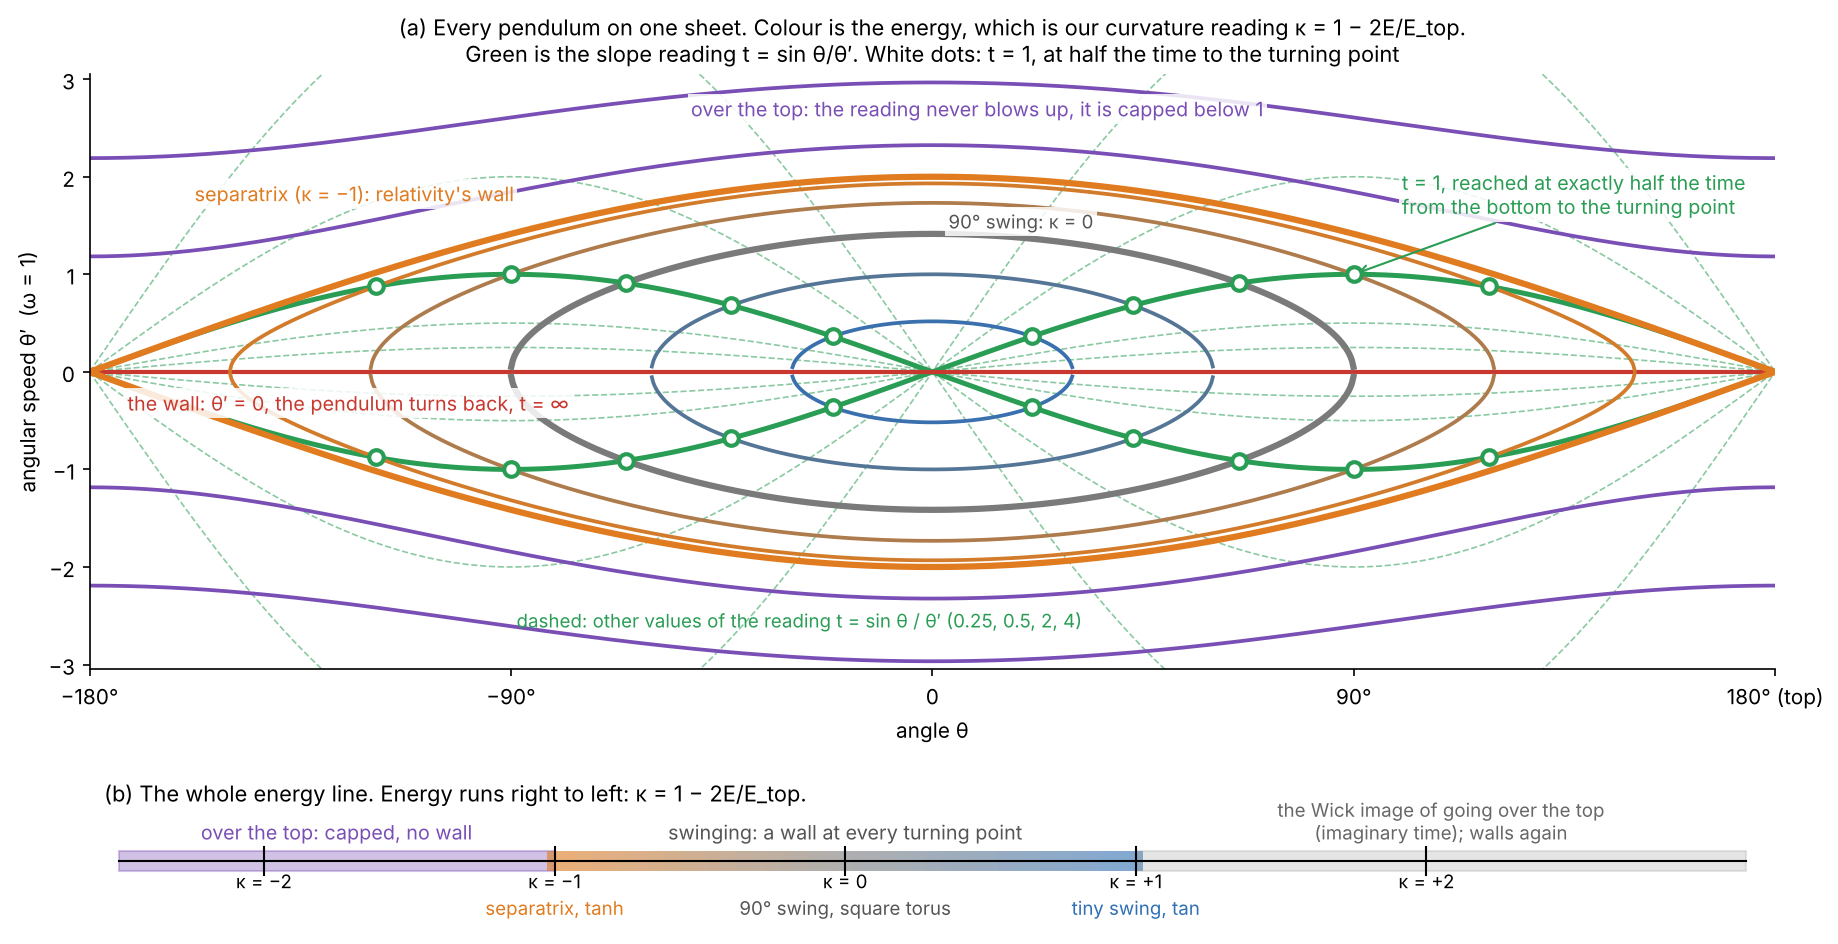 (a) Every pendulum on one sheet. Colour is the energy, which is our curvature reading κ = 1 − 2E/E_top.
Green is the slope reading t = sin θ/θ′. White dots: t = 1, at half the time to the turning point
3
over the top: the reading never blows up, it is capped below 1
2
separatrix (κ = −1): relativity's wall
t = 1, reached at exactly half the time
from the bottom to the turning point
90° swing: κ = 0
1
angular speed θ′ (ω = 1)
0
the wall: θ′ = 0, the pendulum turns back, t = ∞
−1
−2
dashed: other values of the reading t = sin θ / θ′ (0.25, 0.5, 2, 4)
−3
−180°
−90°
0
90°
180° (top)
angle θ
(b) The whole energy line. Energy runs right to left: κ = 1 − 2E/E_top.
the Wick image of going over the top
(imaginary time); walls again
over the top: capped, no wall
swinging: a wall at every turning point
κ = −2
κ = −1
κ = 0
κ = +1
κ = +2
separatrix, tanh
90° swing, square torus
tiny swing, tan